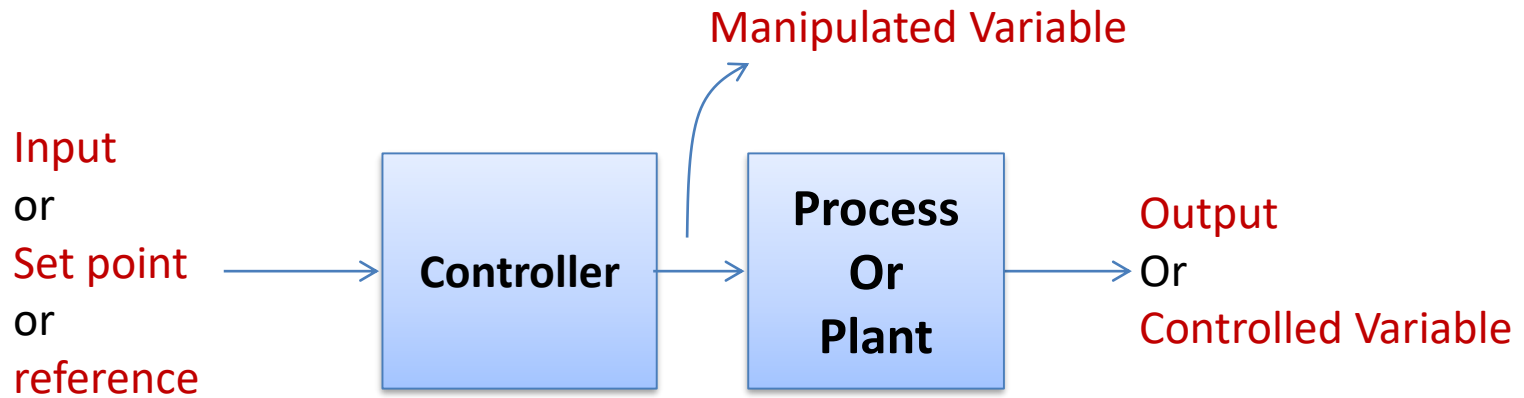 Manipulated Variable
Input
or
Set point
or
reference
Controller
Process
Or
Plant
Output
Or
Controlled Variable